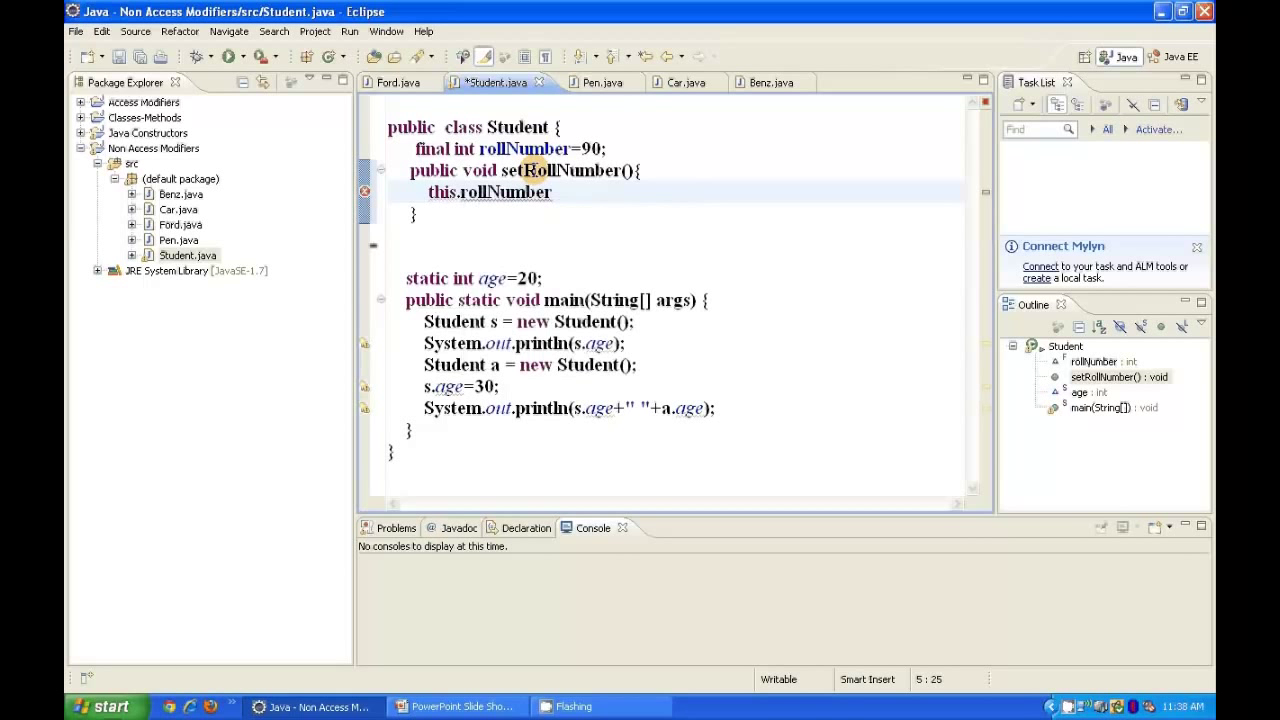 Java - Non Access Modifiers/src/Student.java - Eclipse
File Edit Source Refactor Navigate Search Project Run Window Help
Java Java EE
Package Explorer
Ford.java *Student.java Pen.java Car.java Benz.java
Task List
Access Modifiers
Classes-Methods
Java Constructors
Non Access Modifiers
src
(default package)
Benz.java
Car.java
Ford.java
Pen.java
Student.java
JRE System Library [JavaSE-1.7]
public class Student {
final int rollNumber=90;
public void setRollNumber(){
this.rollNumber
}
static int age=20;
public static void main(String[] args) {
Student s = new Student();
System.out.println(s.age);
Student a = new Student();
s.age=30;
System.out.println(s.age+" "+a.age);
}
}
Find All Activate...
Connect Mylyn
Connect to your task and ALM tools or
create a local task.
Outline
Student
rollNumber : int
setRollNumber() : void
age : int
main(String[]) : void
Problems @ Javadoc Declaration Console
No consoles to display at this time.
Writable Smart Insert 5 : 25
start Java - Non Access M... PowerPoint Slide Sho... Flashing 11:38 AM